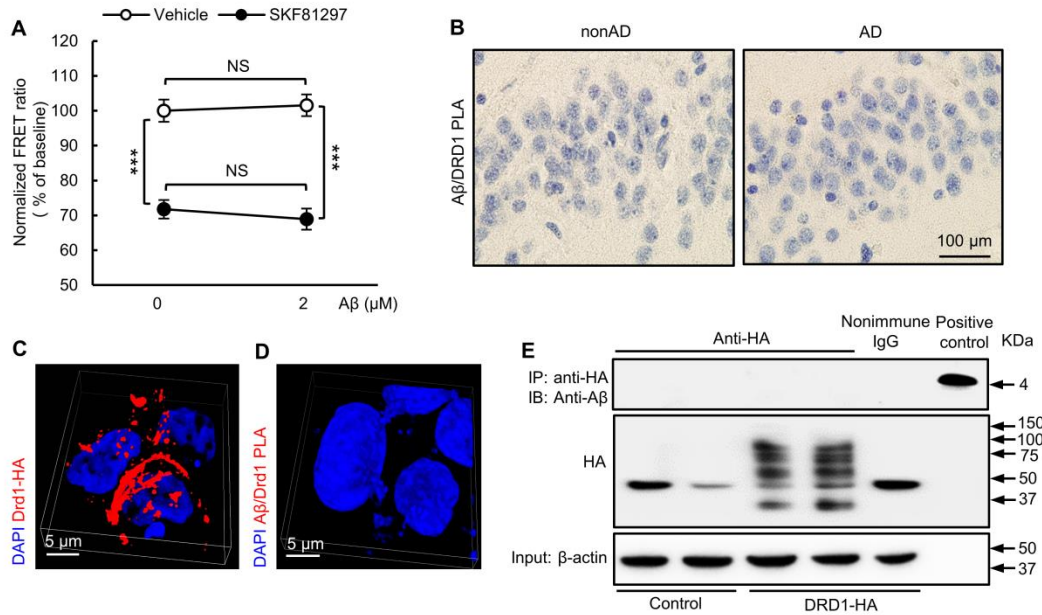 Vehicle SKF81297
A
120
110
100
90
80
70
60
50
Normalized FRET ratio
( % of baseline)
NS
***
***
NS
0 2 Aβ (µM)
B
nonAD AD
Aβ/DRD1 PLA
100 µm
C
DAPI Drd1-HA
5 µm
D
DAPI Aβ/Drd1 PLA
5 µm
E
Anti-HA
Nonimmune
IgG
Positive
control
KDa
IP: anti-HA
IB: Anti-Aβ
4
HA
150
100
75
50
37
Input: β-actin
50
37
Control DRD1-HA